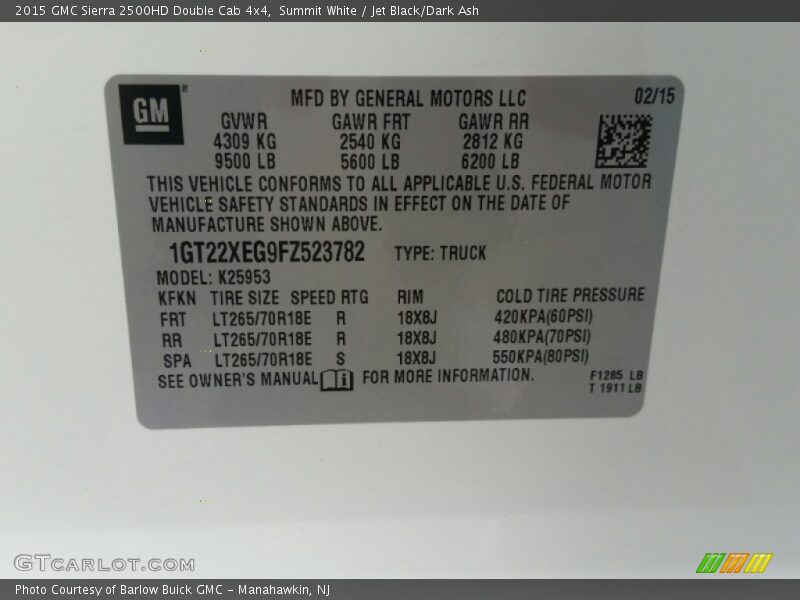 2015 GMC Sierra 2500HD Double Cab 4x4, Summit White / Jet Black/Dark Ash
GM
MFD BY GENERAL MOTORS LLC 02/15
GVWR GAWR FRT GAWR RR
4309 KG 2540 KG 2812 KG
9500 LB 5600 LB 6200 LB
THIS VEHICLE CONFORMS TO ALL APPLICABLE U.S. FEDERAL MOTOR
VEHICLE SAFETY STANDARDS IN EFFECT ON THE DATE OF
MANUFACTURE SHOWN ABOVE.
1GT22XEG9FZ523782 TYPE: TRUCK
MODEL: K25953
KFKN TIRE SIZE SPEED RTG RIM COLD TIRE PRESSURE
FRT LT265/70R18E R 18X8J 420KPA(60PSI)
RR LT265/70R18E R 18X8J 480KPA(70PSI)
SPA LT265/70R18E S 18X8J 550KPA(80PSI)
SEE OWNER'S MANUAL FOR MORE INFORMATION.
F1285 LB
T 1911 LB
GTCARLOT.COM
Photo Courtesy of Barlow Buick GMC - Manahawkin, NJ